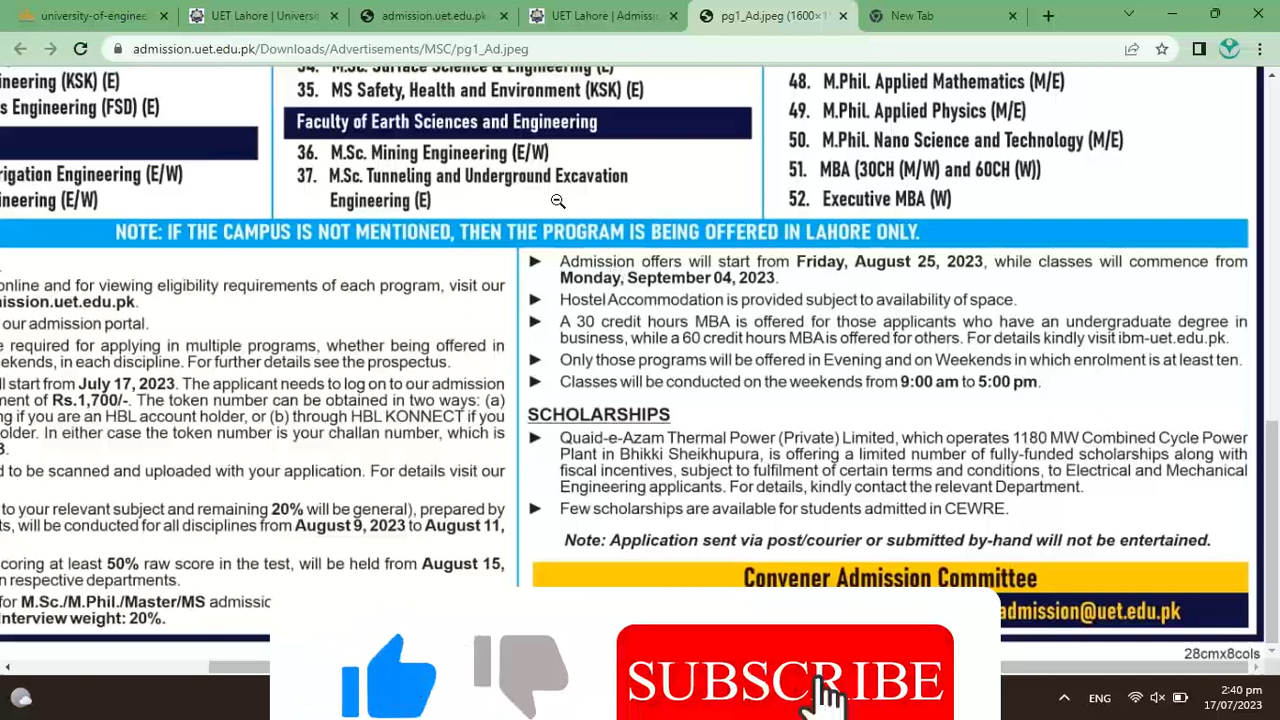 university-of-engine
UET Lahore | Universi
admission.uet.edu.pk/
UET Lahore | Admissi
pg1_Ad.jpeg (1600×1
New Tab
admission.uet.edu.pk/Downloads/Advertisements/MSC/pg1_Ad.jpeg
ngineering (KSK) (E)
s Engineering (FSD) (E)
rigation Engineering (E/W)
ineering (E/W)
34. M.Sc. Surface Science & Engineering (E)
35. MS Safety, Health and Environment (KSK) (E)
Faculty of Earth Sciences and Engineering
36. M.Sc. Mining Engineering (E/W)
37. M.Sc. Tunneling and Underground Excavation
Engineering (E)
48. M.Phil. Applied Mathematics (M/E)
49. M.Phil. Applied Physics (M/E)
50. M.Phil. Nano Science and Technology (M/E)
51. MBA (30CH (M/W) and 60CH (W))
52. Executive MBA (W)
NOTE: IF THE CAMPUS IS NOT MENTIONED, THEN THE PROGRAM IS BEING OFFERED IN LAHORE ONLY.
online and for viewing eligibility requirements of each program, visit our
mission.uet.edu.pk.
our admission portal.
e required for applying in multiple programs, whether being offered in
ekends, in each discipline. For further details see the prospectus.
ll start from July 17, 2023. The applicant needs to log on to our admission
ment of Rs.1,700/-. The token number can be obtained in two ways: (a)
ng if you are an HBL account holder, or (b) through HBL KONNECT if you
older. In either case the token number is your challan number, which is
3.
d to be scanned and uploaded with your application. For details visit our
to your relevant subject and remaining 20% will be general), prepared by
ts, will be conducted for all disciplines from August 9, 2023 to August 11,
coring at least 50% raw score in the test, will be held from August 15,
n respective departments.
for M.Sc./M.Phil./Master/MS admissio
Interview weight: 20%.
► Admission offers will start from Friday, August 25, 2023, while classes will commence from
Monday, September 04, 2023.
► Hostel Accommodation is provided subject to availability of space.
► A 30 credit hours MBA is offered for those applicants who have an undergraduate degree in
business, while a 60 credit hours MBA is offered for others. For details kindly visit ibm-uet.edu.pk.
► Only those programs will be offered in Evening and on Weekends in which enrolment is at least ten.
► Classes will be conducted on the weekends from 9:00 am to 5:00 pm.
SCHOLARSHIPS
► Quaid-e-Azam Thermal Power (Private) Limited, which operates 1180 MW Combined Cycle Power
Plant in Bhikki Sheikhupura, is offering a limited number of fully-funded scholarships along with
fiscal incentives, subject to fulfilment of certain terms and conditions, to Electrical and Mechanical
Engineering applicants. For details, kindly contact the relevant Department.
► Few scholarships are available for students admitted in CEWRE.
Note: Application sent via post/courier or submitted by-hand will not be entertained.
Convener Admission Committee
admission@uet.edu.pk
28cmx8cols
SUBSCRIBE
ENG
2:40 pm
17/07/2023